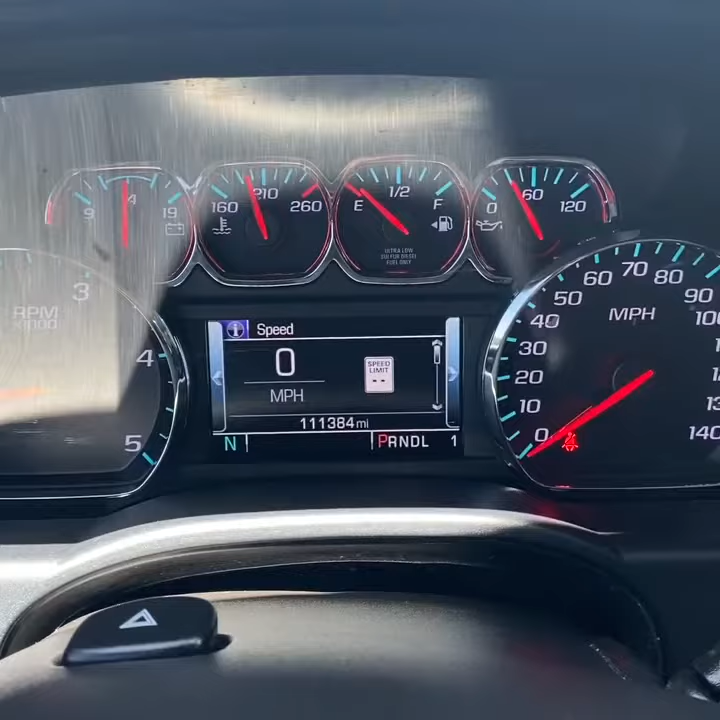 9 14 19
160 210 260
E 1/2 F
0 60 120
ULTRA LOW
SULFUR DIESEL
FUEL ONLY
RPM
X1000
3
4
5
i Speed
0
MPH
SPEED
LIMIT
--
111384mi
N
PRNDL 1
MPH
0
10
20
30
40
50
60
70
80
90
140